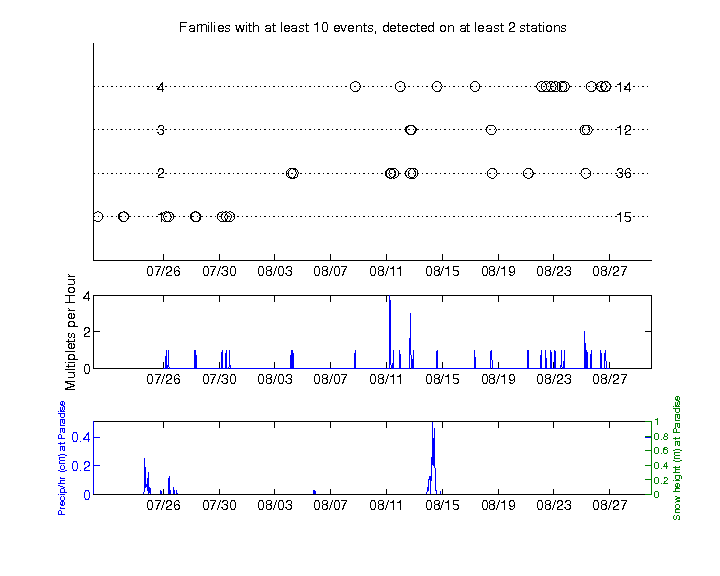 Families with at least 10 events, detected on at least 2 stations
4 14
3 12
2 36
1 15
07/26 07/30 08/03 08/07 08/11 08/15 08/19 08/23 08/27
Multiplets per Hour
4
2
0
07/26 07/30 08/03 08/07 08/11 08/15 08/19 08/23 08/27
Precip/hr (cm) at Paradise
0.4
0.2
0
1
0.8
0.6
0.4
0.2
0
Snow height (m) at Paradise
07/26 07/30 08/03 08/07 08/11 08/15 08/19 08/23 08/27